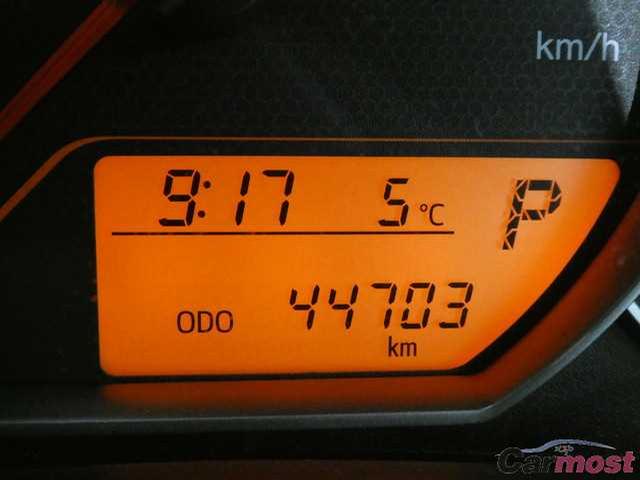 km/h
9:17 5°C P
ODO 44703
km
Carmost